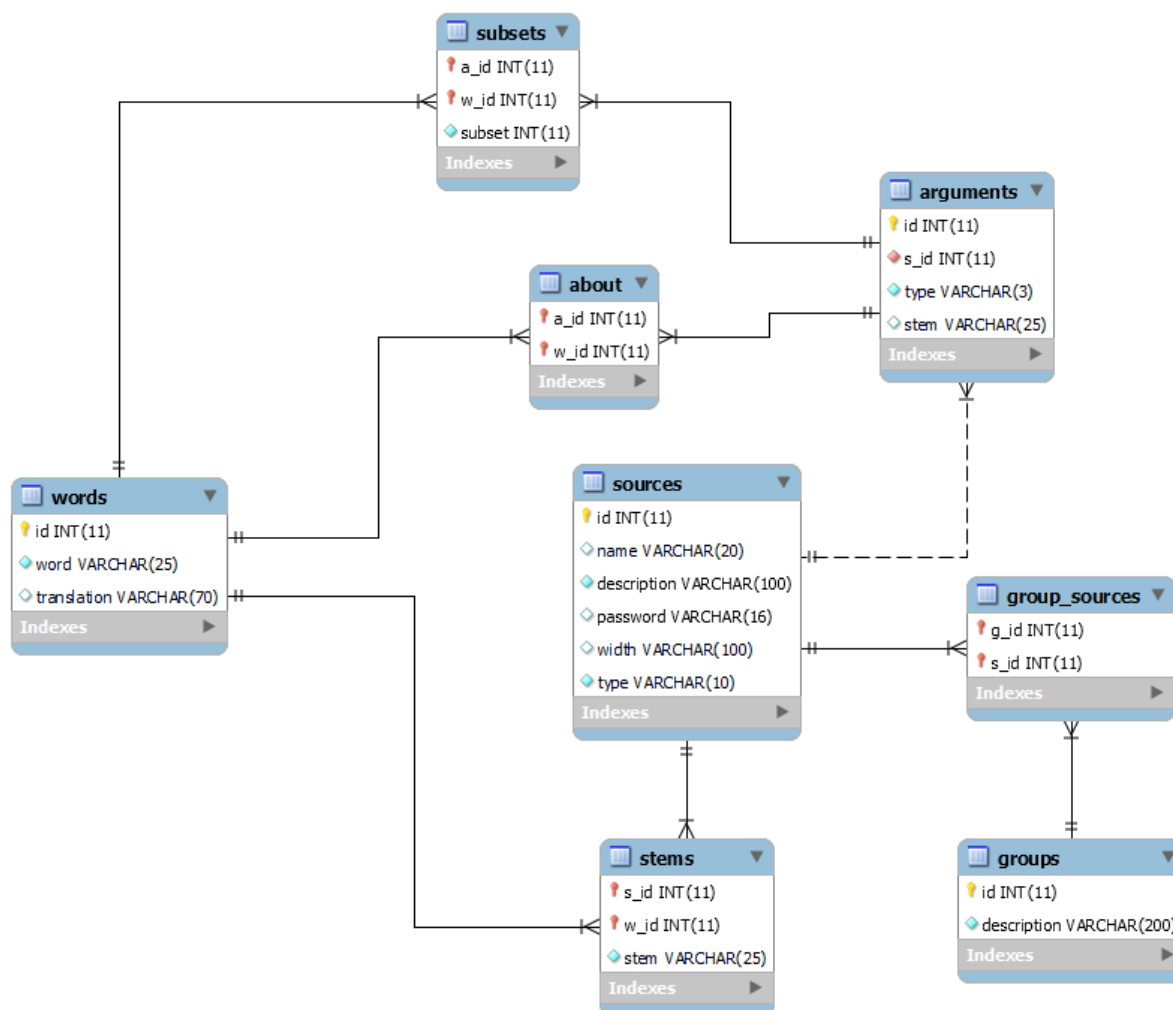 subsets
a_id INT(11)
w_id INT(11)
subset INT(11)
Indexes
arguments
id INT(11)
s_id INT(11)
type VARCHAR(3)
stem VARCHAR(25)
Indexes
about
a_id INT(11)
w_id INT(11)
Indexes
words
id INT(11)
word VARCHAR(25)
translation VARCHAR(70)
Indexes
sources
id INT(11)
name VARCHAR(20)
description VARCHAR(100)
password VARCHAR(16)
width VARCHAR(100)
type VARCHAR(10)
Indexes
group_sources
g_id INT(11)
s_id INT(11)
Indexes
stems
s_id INT(11)
w_id INT(11)
stem VARCHAR(25)
Indexes
groups
id INT(11)
description VARCHAR(200)
Indexes